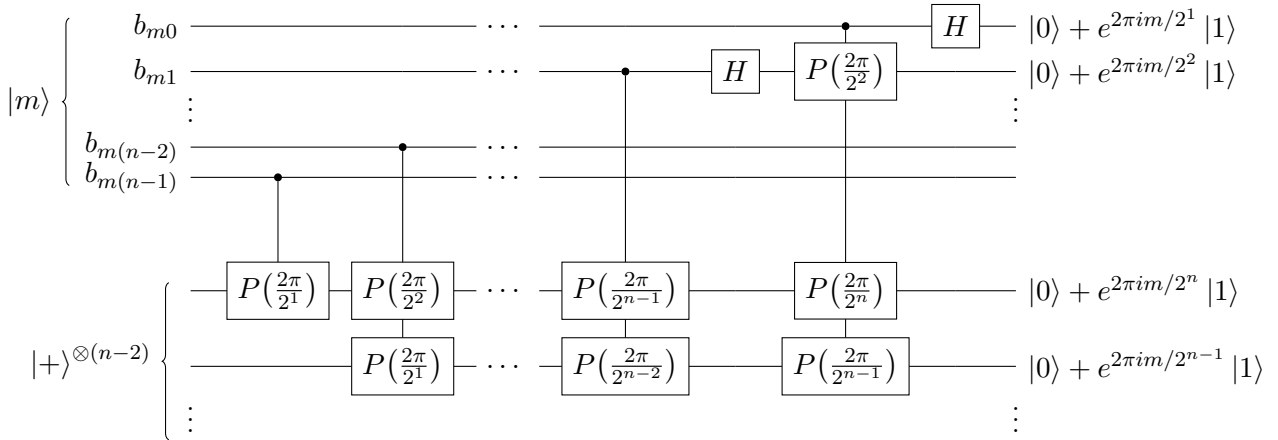 b_{m0} ··· H |0⟩ + e^{2πim/2^1} |1⟩
b_{m1} ··· H P(2π/2^2) |0⟩ + e^{2πim/2^2} |1⟩
|m⟩ ⋮ ⋮
b_{m(n−2)} ···
b_{m(n−1)} ···
P(2π/2^1) P(2π/2^2) ··· P(2π/2^{n−1}) P(2π/2^n) |0⟩ + e^{2πim/2^n} |1⟩
|+⟩^{⊗(n−2)} P(2π/2^1) ··· P(2π/2^{n−2}) P(2π/2^{n−1}) |0⟩ + e^{2πim/2^{n−1}} |1⟩
⋮ ⋮